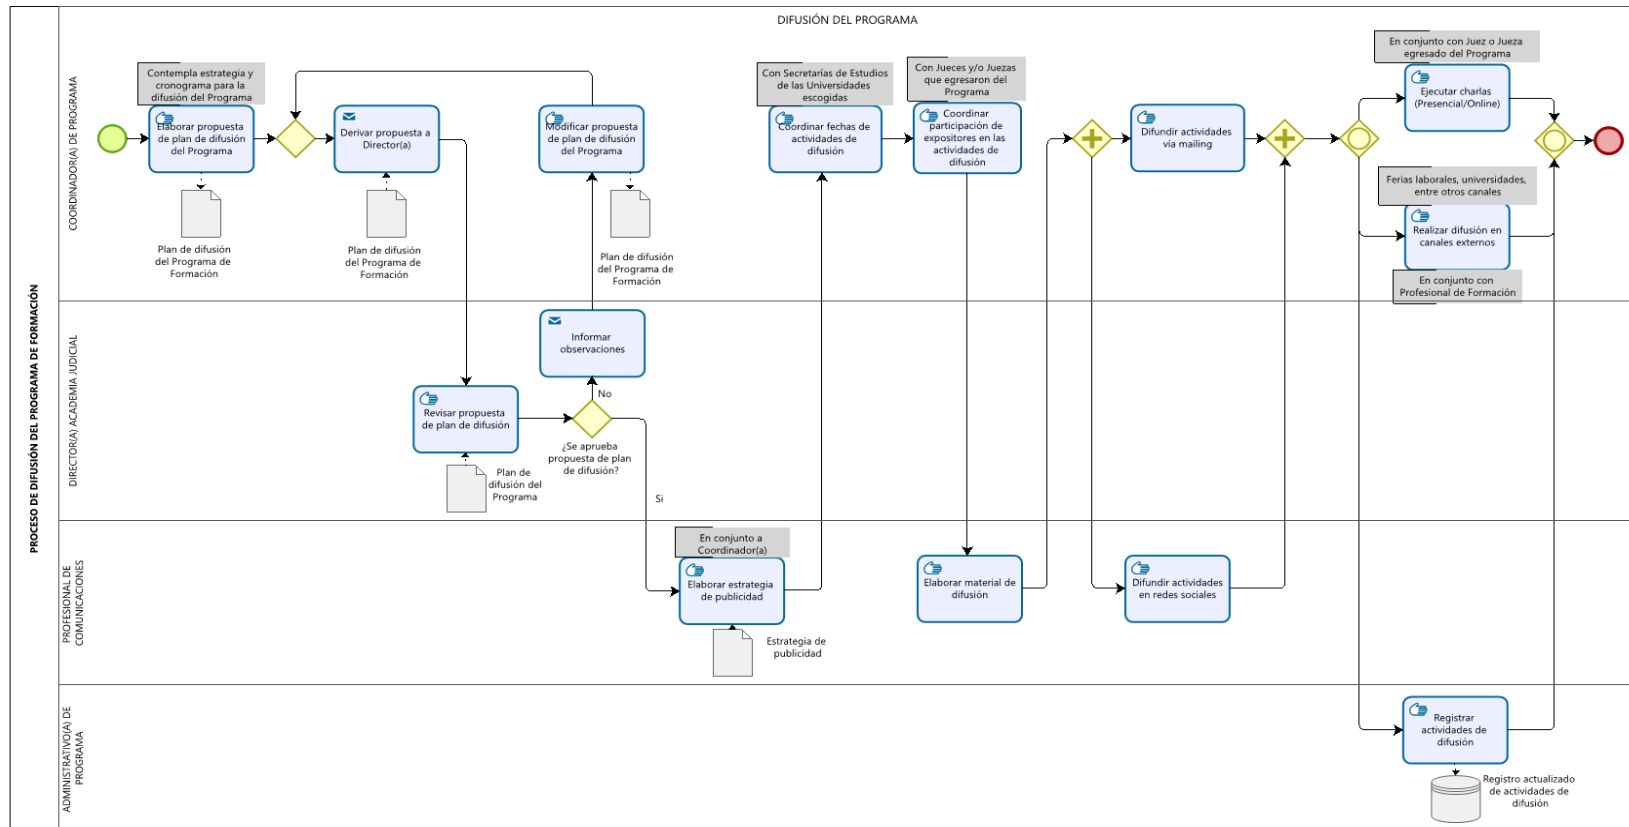 DIFUSIÓN DEL PROGRAMA
PROCESO DE DIFUSIÓN DEL PROGRAMA DE FORMACIÓN
COORDINADOR(A) DE PROGRAMA
Contempla estrategia y
cronograma para la
difusión del Programa
Elaborar propuesta
de plan de difusión
del Programa
Plan de difusión
del Programa de
Formación
Derivar propuesta a
Director(a)
Plan de difusión
del Programa de
Formación
Modificar propuesta
de plan de difusión
del Programa
Plan de difusión
del Programa de
Formación
Con Secretarías de Estudios
de las Universidades
escogidas
Coordinar fechas de
actividades de
difusión
Con Jueces y/o Juezas
que egresaron del
Programa
Coordinar
participación de
expositores en las
actividades de
difusión
Difundir actividades
vía mailing
En conjunto con Juez o Jueza
egresado del Programa
Ejecutar charlas
(Presencial/Online)
Ferias laborales, universidades,
entre otros canales
Realizar difusión en
canales externos
En conjunto con
Profesional de Formación
DIRECTOR(A) ACADEMIA JUDICIAL
Informar
observaciones
No
Revisar propuesta
de plan de difusión
¿Se aprueba
propuesta de plan
de difusión?
Plan de
difusión del
Programa
Si
PROFESIONAL DE
COMUNICACIONES
En conjunto a
Coordinador(a)
Elaborar estrategia
de publicidad
Estrategia de
publicidad
Elaborar material de
difusión
Difundir actividades
en redes sociales
ADMINISTRATIVO(A) DE
PROGRAMA
Registrar
actividades de
difusión
Registro actualizado
de actividades de
difusión